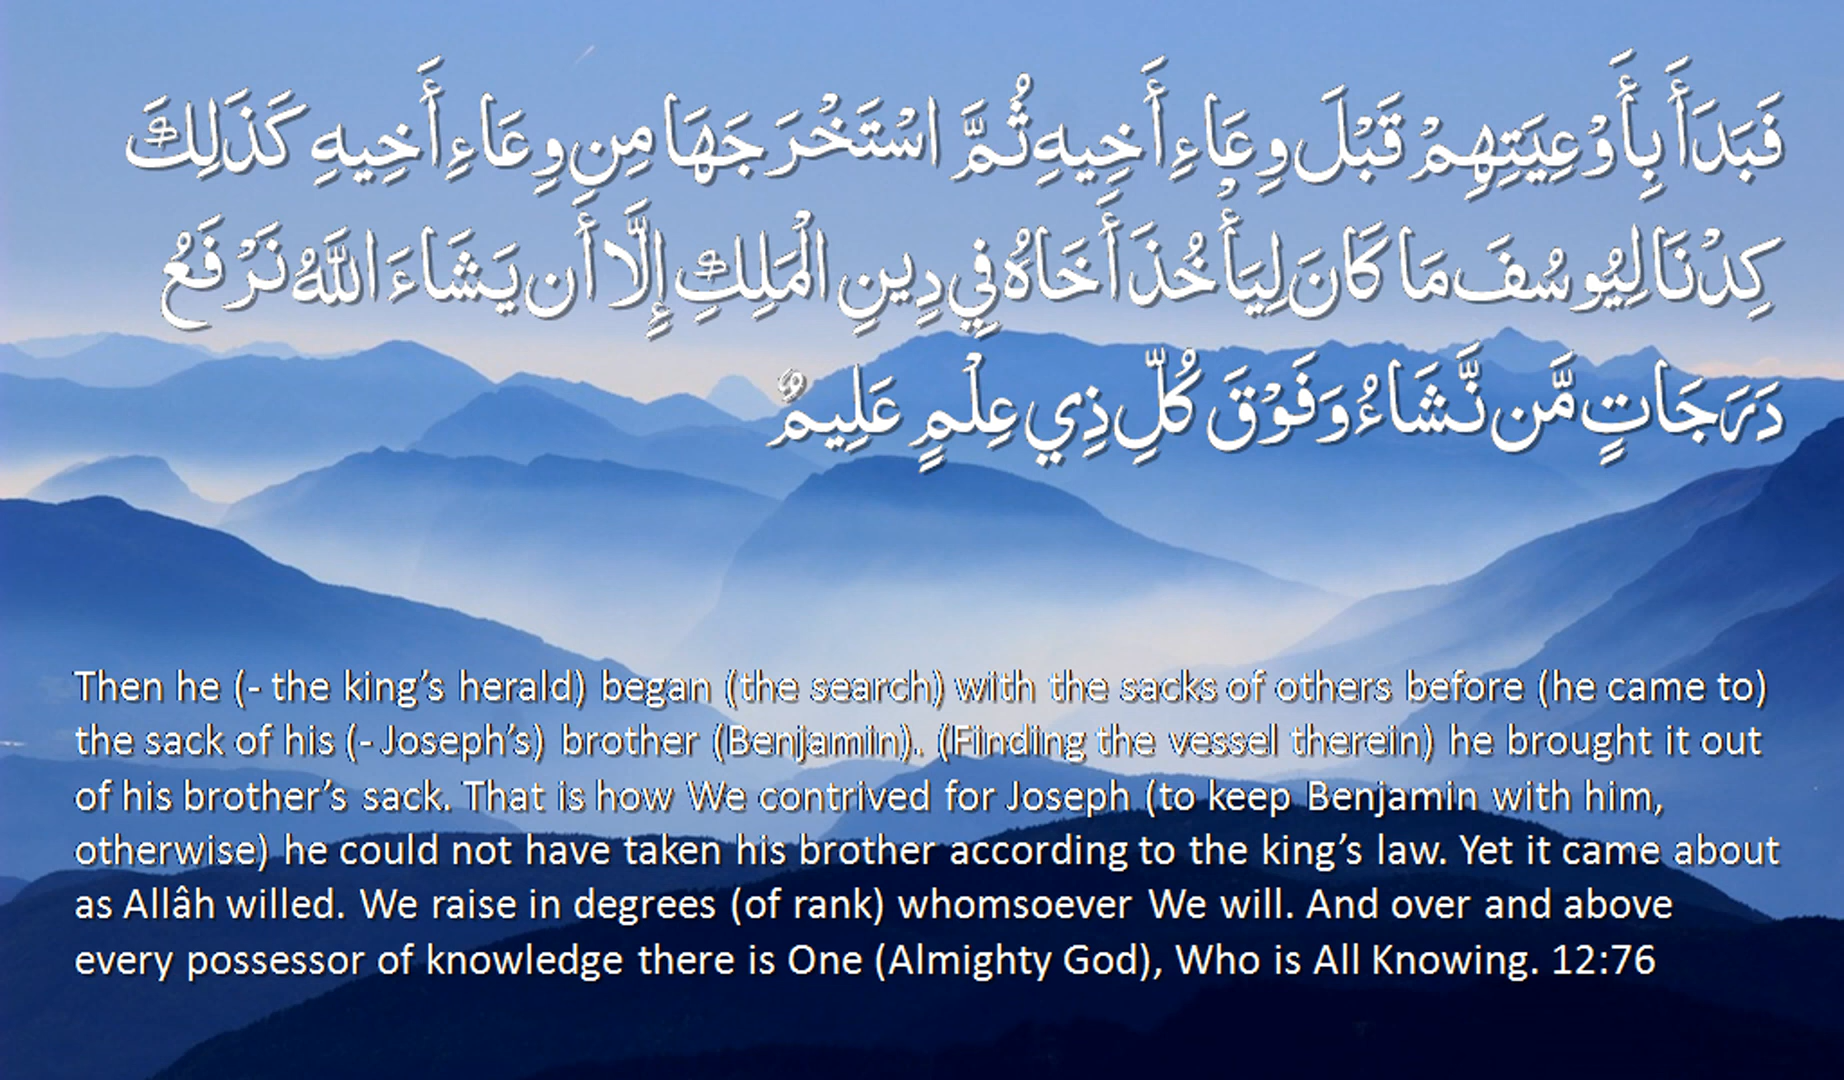 فَبَدَأَ بِأَوْعِيَتِهِمْ قَبْلَ وِعَاءِ أَخِيهِ ثُمَّ اسْتَخْرَجَهَا مِن وِعَاءِ أَخِيهِ كَذَلِكَ
كِدْنَا لِيُوسُفَ مَا كَانَ لِيَأْخُذَ أَخَاهُ فِي دِينِ الْمَلِكِ إِلَّا أَن يَشَاءَ اللَّهُ نَرْفَعُ
دَرَجَاتٍ مَّن نَّشَاءُ وَفَوْقَ كُلِّ ذِي عِلْمٍ عَلِيمٌ
Then he (- the king’s herald) began (the search) with the sacks of others before (he came to)
the sack of his (- Joseph’s) brother (Benjamin). (Finding the vessel therein) he brought it out
of his brother’s sack. That is how We contrived for Joseph (to keep Benjamin with him,
otherwise) he could not have taken his brother according to the king’s law. Yet it came about
as Allâh willed. We raise in degrees (of rank) whomsoever We will. And over and above
every possessor of knowledge there is One (Almighty God), Who is All Knowing. 12:76